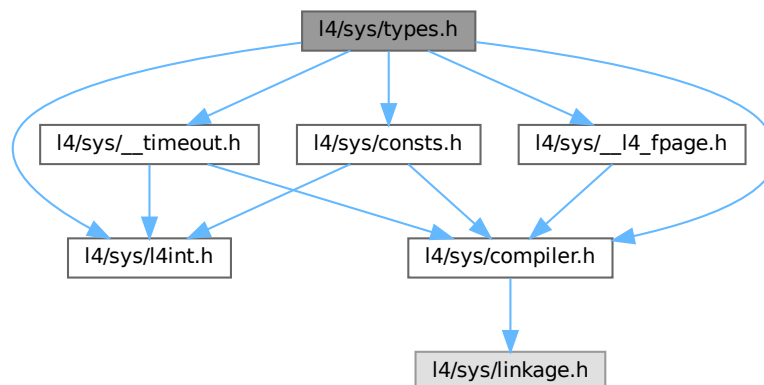 l4/sys/types.h
l4/sys/__timeout.h
l4/sys/consts.h
l4/sys/__l4_fpage.h
l4/sys/l4int.h
l4/sys/compiler.h
l4/sys/linkage.h